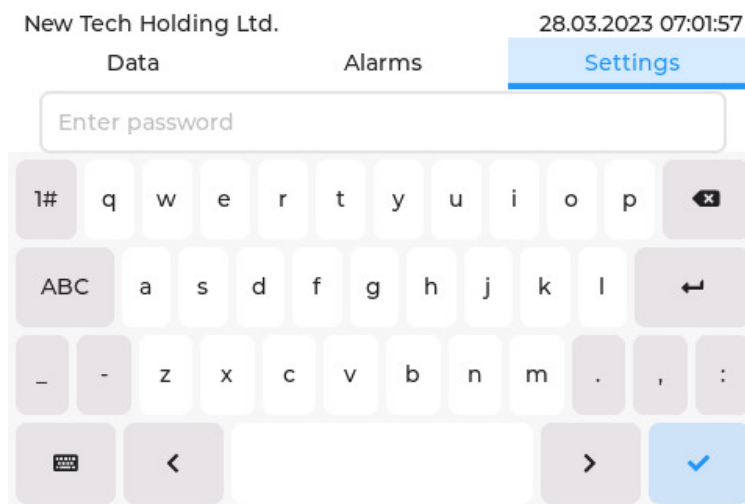 New Tech Holding Ltd. 28.03.2023 07:01:57
Data Alarms Settings
Enter password
1# q w e r t y u i o p
ABC a s d f g h j k l
_ - z x c v b n m . , :